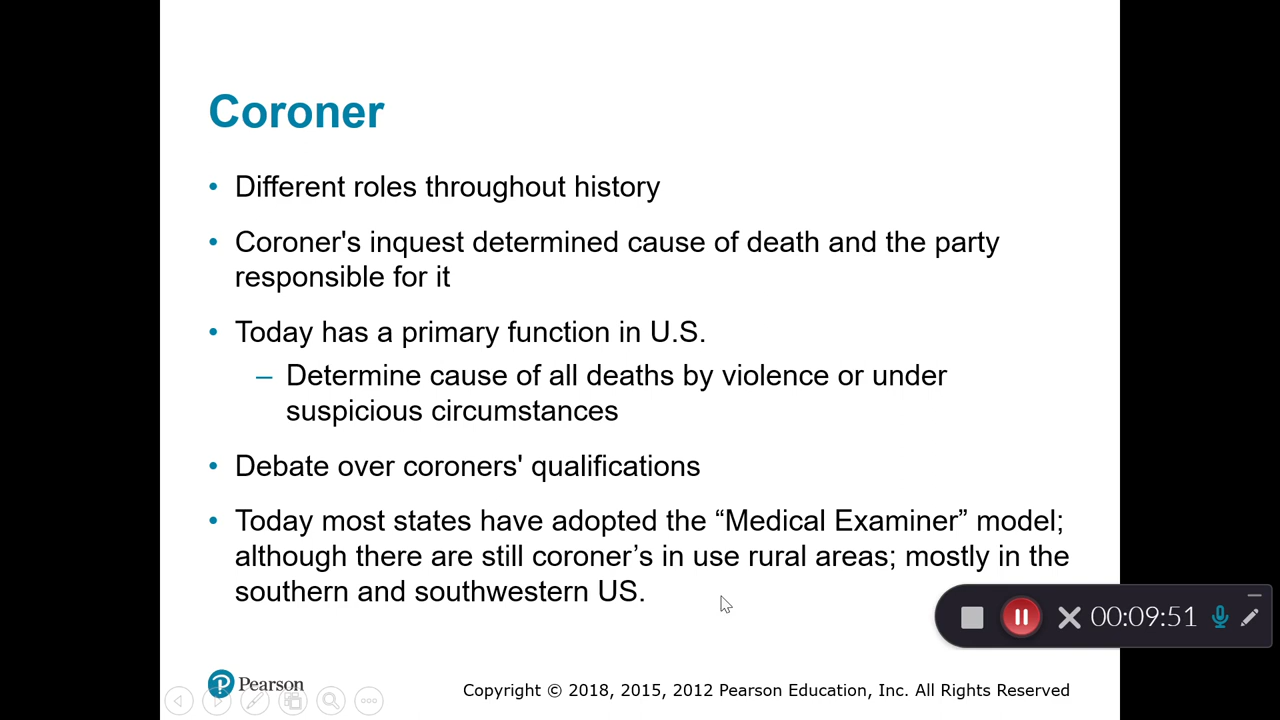 Coroner
• Different roles throughout history
• Coroner's inquest determined cause of death and the party
responsible for it
• Today has a primary function in U.S.
– Determine cause of all deaths by violence or under
suspicious circumstances
• Debate over coroners' qualifications
• Today most states have adopted the “Medical Examiner” model;
although there are still coroner’s in use rural areas; mostly in the
southern and southwestern US.
00:09:51
Pearson
Copyright © 2018, 2015, 2012 Pearson Education, Inc. All Rights Reserved